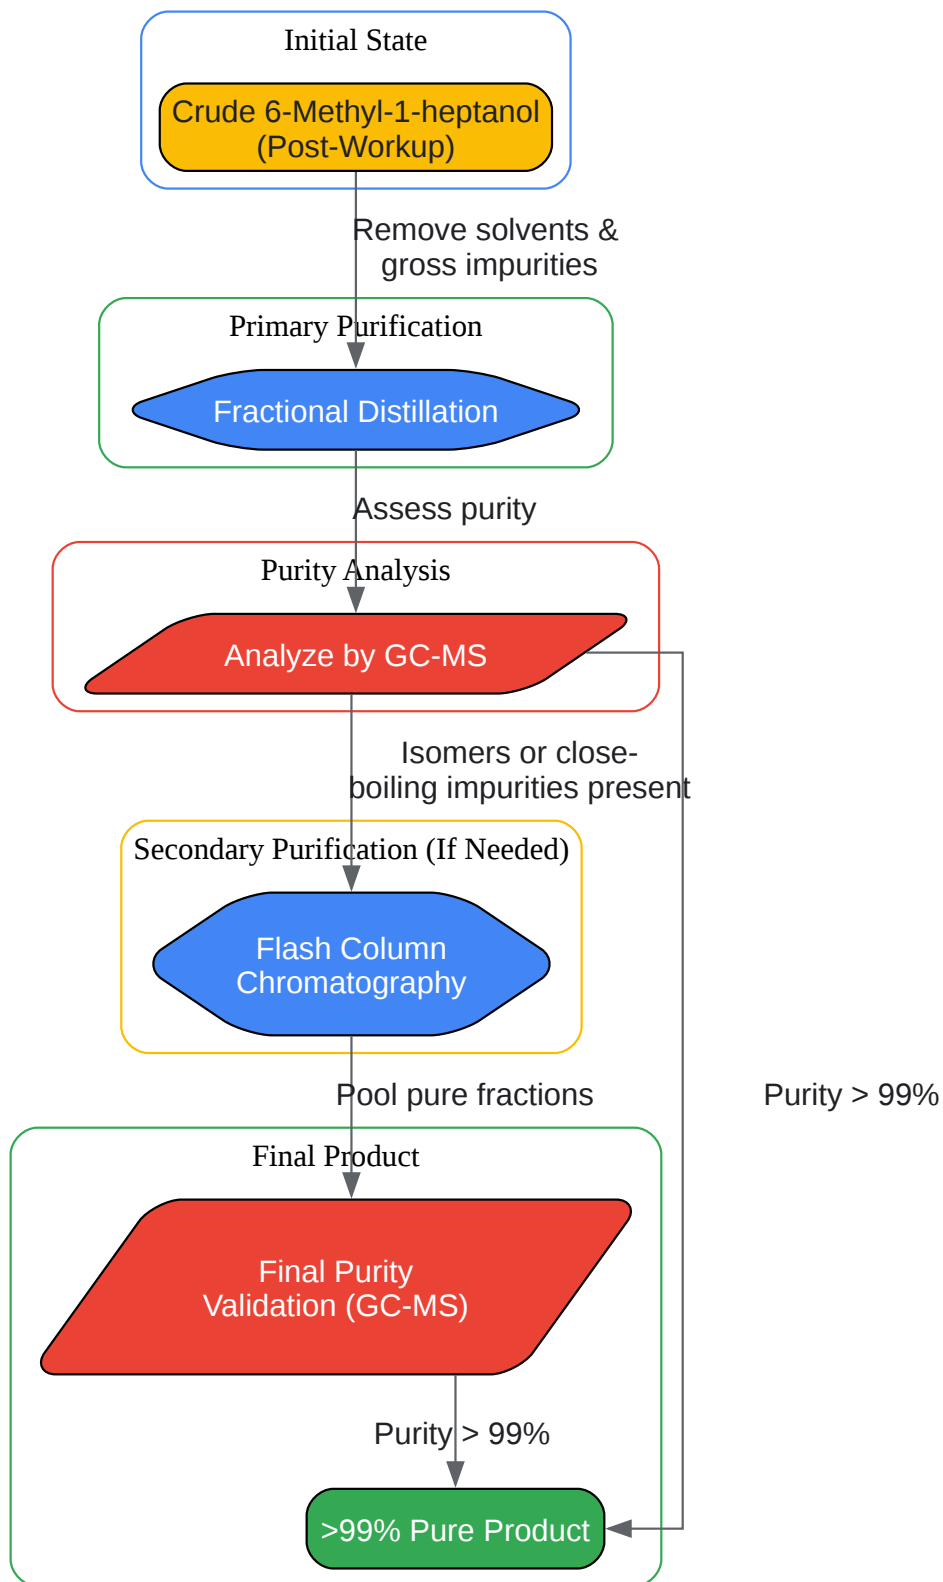 Initial State
Crude 6-Methyl-1-heptanol
(Post-Workup)
Remove solvents &
gross impurities
Primary Purification
Fractional Distillation
Assess purity
Purity Analysis
Analyze by GC-MS
Isomers or close-
boiling impurities present
Secondary Purification (If Needed)
Flash Column
Chromatography
Pool pure fractions
Purity > 99%
Final Product
Final Purity
Validation (GC-MS)
Purity > 99%
>99% Pure Product